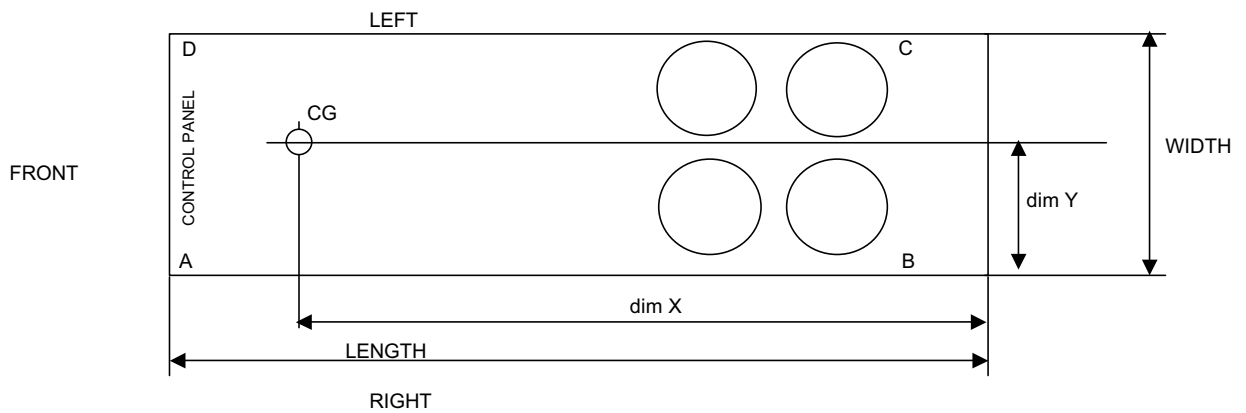 LEFT
D
C
CONTROL PANEL
CG
FRONT
WIDTH
dim Y
A
B
dim X
LENGTH
RIGHT